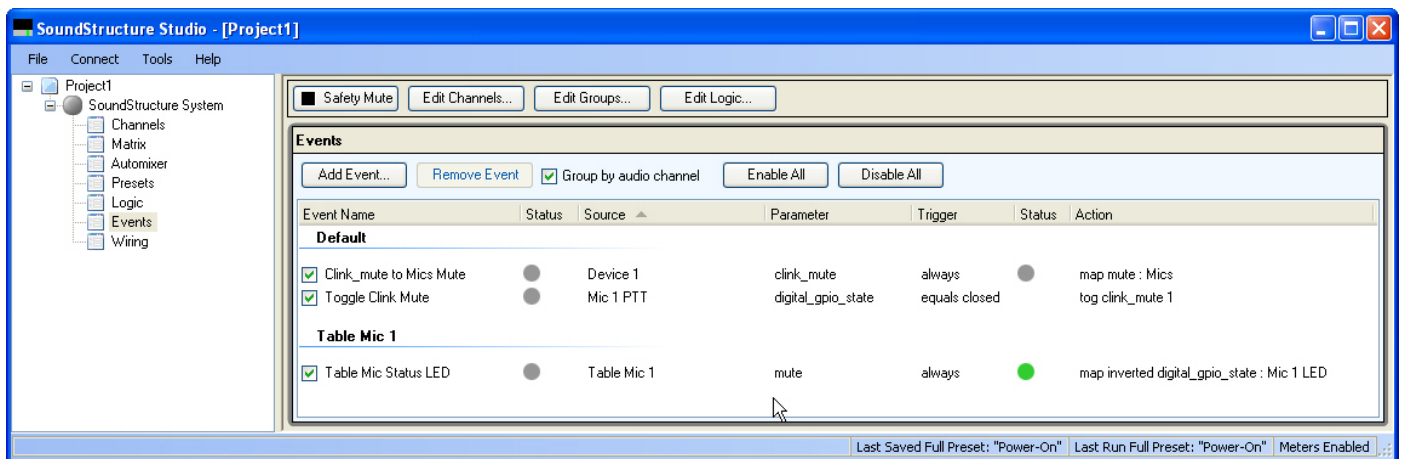 SoundStructure Studio - [Project1]
File Connect Tools Help
Project1
SoundStructure System
Channels
Matrix
Automixer
Presets
Logic
Events
Wiring
Safety Mute Edit Channels... Edit Groups... Edit Logic...
Events
Add Event... Remove Event Group by audio channel Enable All Disable All
Event Name Status Source Parameter Trigger Status Action
Default
Clink_mute to Mics Mute Device 1 clink_mute always map mute : Mics
Toggle Clink Mute Mic 1 PTT digital_gpio_state equals closed tog clink_mute 1
Table Mic 1
Table Mic Status LED Table Mic 1 mute always map inverted digital_gpio_state : Mic 1 LED
Last Saved Full Preset: "Power-On" Last Run Full Preset: "Power-On" Meters Enabled